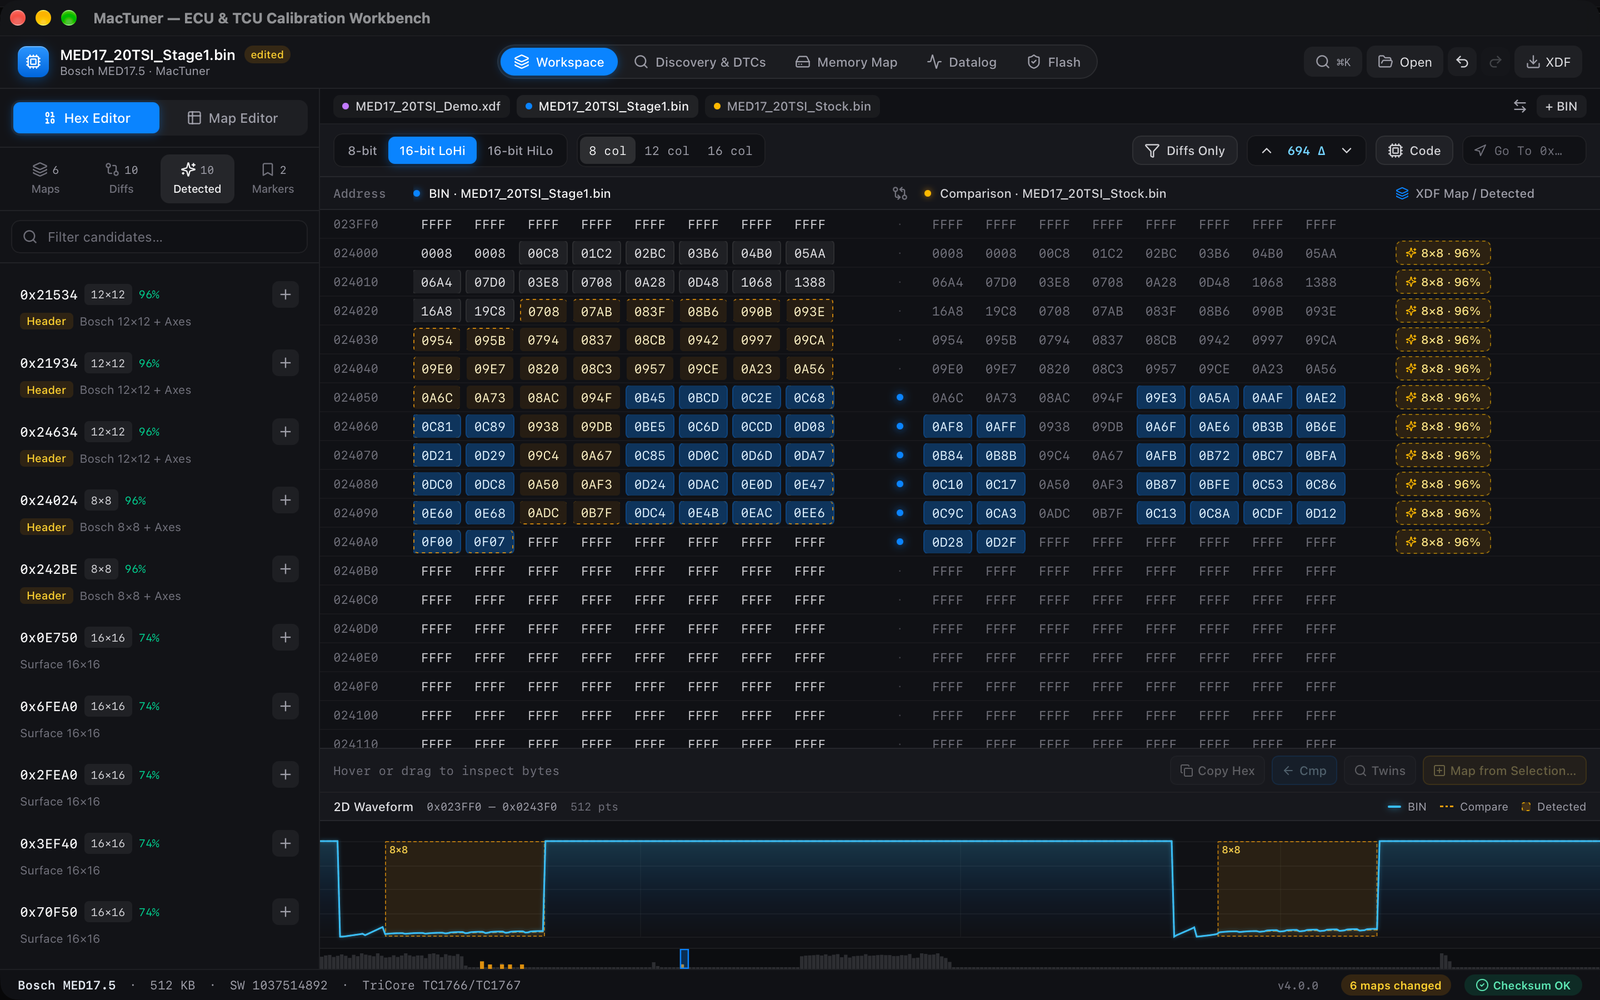 MacTuner — ECU & TCU Calibration Workbench
MED17_20TSI_Stage1.bin edited
Bosch MED17.5 · MacTuner
Workspace Discovery & DTCs Memory Map Datalog Flash
⌘K Open XDF
Hex Editor Map Editor
MED17_20TSI_Demo.xdf MED17_20TSI_Stage1.bin MED17_20TSI_Stock.bin + BIN
8-bit 16-bit LoHi 16-bit HiLo 8 col 12 col 16 col Diffs Only 694 Δ Code Go To 0x…
6 Maps
10 Diffs
10 Detected
2 Markers
Filter candidates…
0x21534 12×12 96%
Header Bosch 12×12 + Axes
0x21934 12×12 96%
Header Bosch 12×12 + Axes
0x24634 12×12 96%
Header Bosch 12×12 + Axes
0x24024 8×8 96%
Header Bosch 8×8 + Axes
0x242BE 8×8 96%
Header Bosch 8×8 + Axes
0x0E750 16×16 74%
Surface 16×16
0x6FEA0 16×16 74%
Surface 16×16
0x2FEA0 16×16 74%
Surface 16×16
0x3EF40 16×16 74%
Surface 16×16
0x70F50 16×16 74%
Surface 16×16
Address BIN · MED17_20TSI_Stage1.bin Comparison · MED17_20TSI_Stock.bin XDF Map / Detected
023FF0 FFFF FFFF FFFF FFFF FFFF FFFF FFFF FFFF · FFFF FFFF FFFF FFFF FFFF FFFF FFFF FFFF
024000 0008 0008 00C8 01C2 02BC 03B6 04B0 05AA · 0008 0008 00C8 01C2 02BC 03B6 04B0 05AA 8×8 · 96%
024010 06A4 07D0 03E8 0708 0A28 0D48 1068 1388 · 06A4 07D0 03E8 0708 0A28 0D48 1068 1388 8×8 · 96%
024020 16A8 19C8 0708 07AB 083F 08B6 090B 093E · 16A8 19C8 0708 07AB 083F 08B6 090B 093E 8×8 · 96%
024030 0954 095B 0794 0837 08CB 0942 0997 09CA · 0954 095B 0794 0837 08CB 0942 0997 09CA 8×8 · 96%
024040 09E0 09E7 0820 08C3 0957 09CE 0A23 0A56 · 09E0 09E7 0820 08C3 0957 09CE 0A23 0A56 8×8 · 96%
024050 0A6C 0A73 08AC 094F 0B45 0BCD 0C2E 0C68 0A6C 0A73 08AC 094F 09E3 0A5A 0AAF 0AE2 8×8 · 96%
024060 0C81 0C89 0938 09DB 0BE5 0C6D 0CCD 0D08 0AF8 0AFF 0938 09DB 0A6F 0AE6 0B3B 0B6E 8×8 · 96%
024070 0D21 0D29 09C4 0A67 0C85 0D0C 0D6D 0DA7 0B84 0B8B 09C4 0A67 0AFB 0B72 0BC7 0BFA 8×8 · 96%
024080 0DC0 0DC8 0A50 0AF3 0D24 0DAC 0E0D 0E47 0C10 0C17 0A50 0AF3 0B87 0BFE 0C53 0C86 8×8 · 96%
024090 0E60 0E68 0ADC 0B7F 0DC4 0E4B 0EAC 0EE6 0C9C 0CA3 0ADC 0B7F 0C13 0C8A 0CDF 0D12 8×8 · 96%
0240A0 0F00 0F07 FFFF FFFF FFFF FFFF FFFF FFFF 0D28 0D2F FFFF FFFF FFFF FFFF FFFF FFFF 8×8 · 96%
0240B0 FFFF FFFF FFFF FFFF FFFF FFFF FFFF FFFF · FFFF FFFF FFFF FFFF FFFF FFFF FFFF FFFF
0240C0 FFFF FFFF FFFF FFFF FFFF FFFF FFFF FFFF · FFFF FFFF FFFF FFFF FFFF FFFF FFFF FFFF
0240D0 FFFF FFFF FFFF FFFF FFFF FFFF FFFF FFFF · FFFF FFFF FFFF FFFF FFFF FFFF FFFF FFFF
0240E0 FFFF FFFF FFFF FFFF FFFF FFFF FFFF FFFF · FFFF FFFF FFFF FFFF FFFF FFFF FFFF FFFF
0240F0 FFFF FFFF FFFF FFFF FFFF FFFF FFFF FFFF · FFFF FFFF FFFF FFFF FFFF FFFF FFFF FFFF
024100 FFFF FFFF FFFF FFFF FFFF FFFF FFFF FFFF · FFFF FFFF FFFF FFFF FFFF FFFF FFFF FFFF
024110 FFFF FFFF FFFF FFFF FFFF FFFF FFFF FFFF · FFFF FFFF FFFF FFFF FFFF FFFF FFFF FFFF
Hover or drag to inspect bytes Copy Hex ← Cmp Twins Map from Selection…
2D Waveform 0x023FF0 — 0x0243F0 512 pts BIN Compare Detected
8×8 8×8
Bosch MED17.5 · 512 KB · SW 1037514892 · TriCore TC1766/TC1767 v4.0.0 6 maps changed Checksum OK